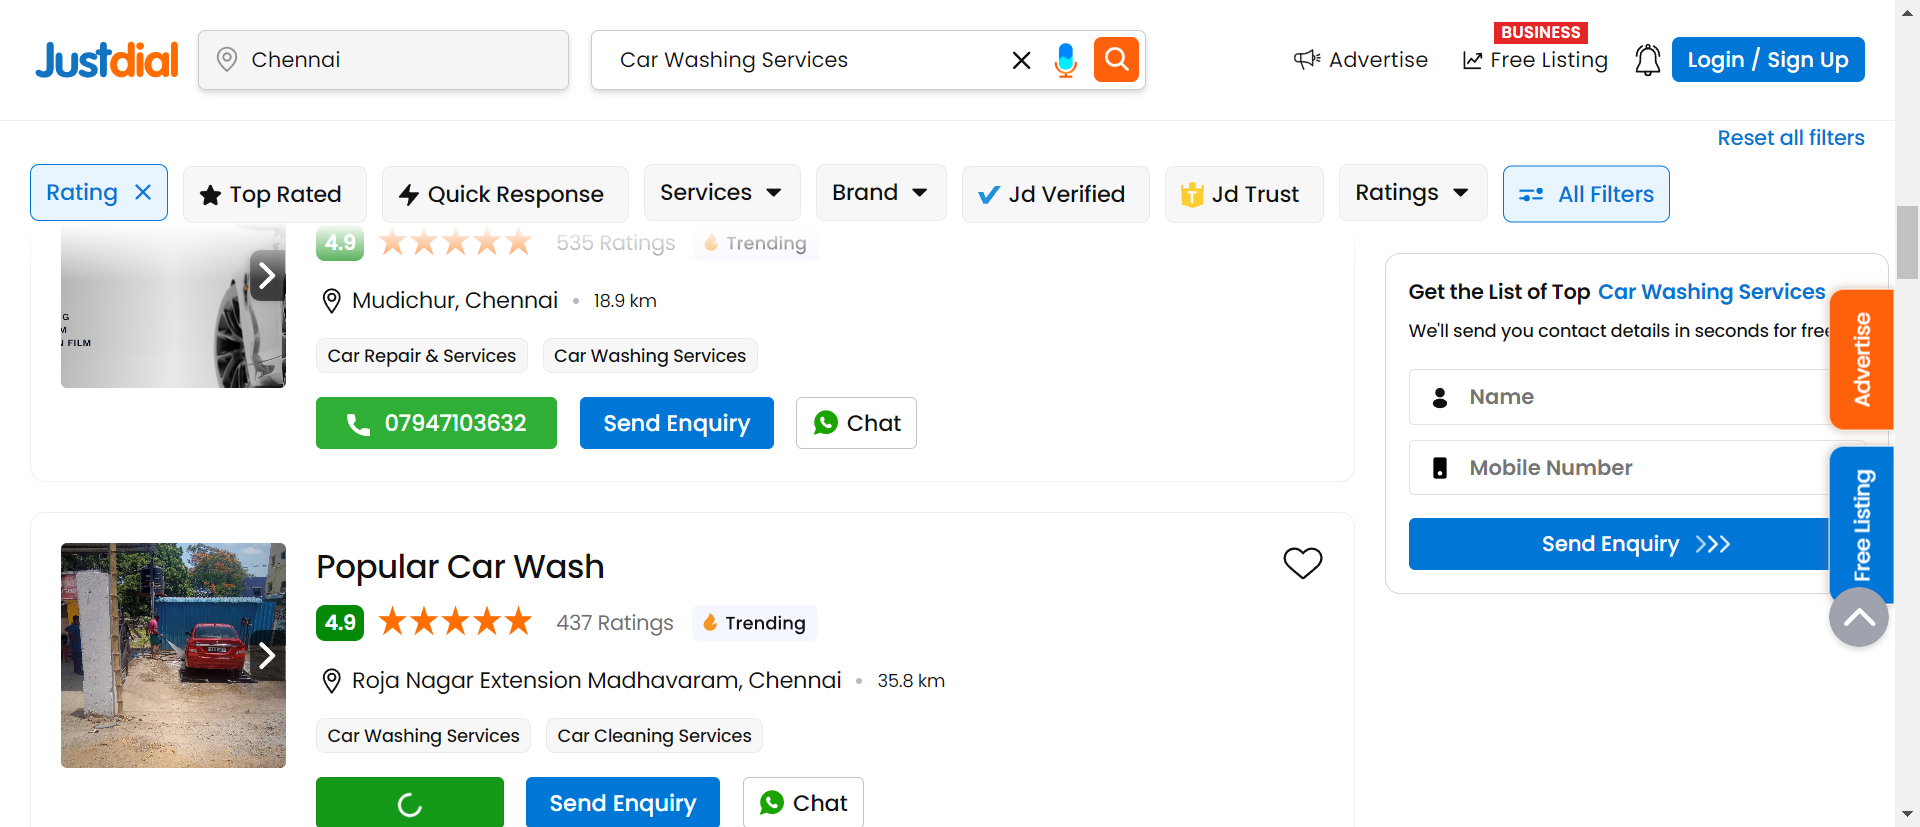 Justdial
Chennai
Car Washing Services
Advertise
BUSINESS
Free Listing
Login / Sign Up
Reset all filters
Rating
Top Rated
Quick Response
Services
Brand
Jd Verified
T Jd Trust
Ratings
All Filters
G
M
FILM
4.9
535 Ratings
Trending
Mudichur, Chennai • 18.9 km
Car Repair & Services
Car Washing Services
07947103632
Send Enquiry
Chat
Popular Car Wash
4.9
437 Ratings
Trending
Roja Nagar Extension Madhavaram, Chennai • 35.8 km
Car Washing Services
Car Cleaning Services
Send Enquiry
Chat
Get the List of Top Car Washing Services
We'll send you contact details in seconds for free
Name
Mobile Number
Send Enquiry
Advertise
Free Listing